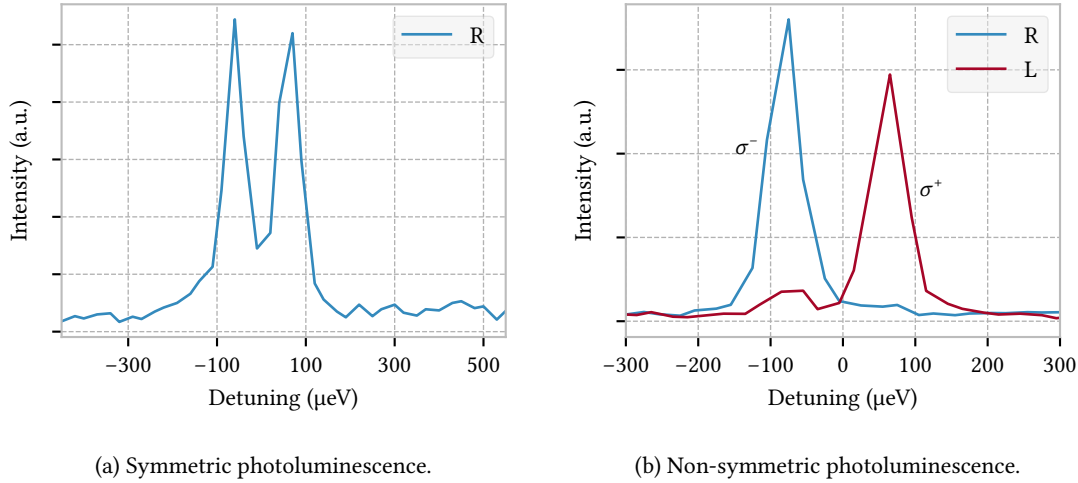 R
Intensity (a.u.)
−300 −100 100 300 500
Detuning (μeV)
(a) Symmetric photoluminescence.
R
L
σ−
σ+
Intensity (a.u.)
−300 −200 −100 0 100 200 300
Detuning (μeV)
(b) Non-symmetric photoluminescence.